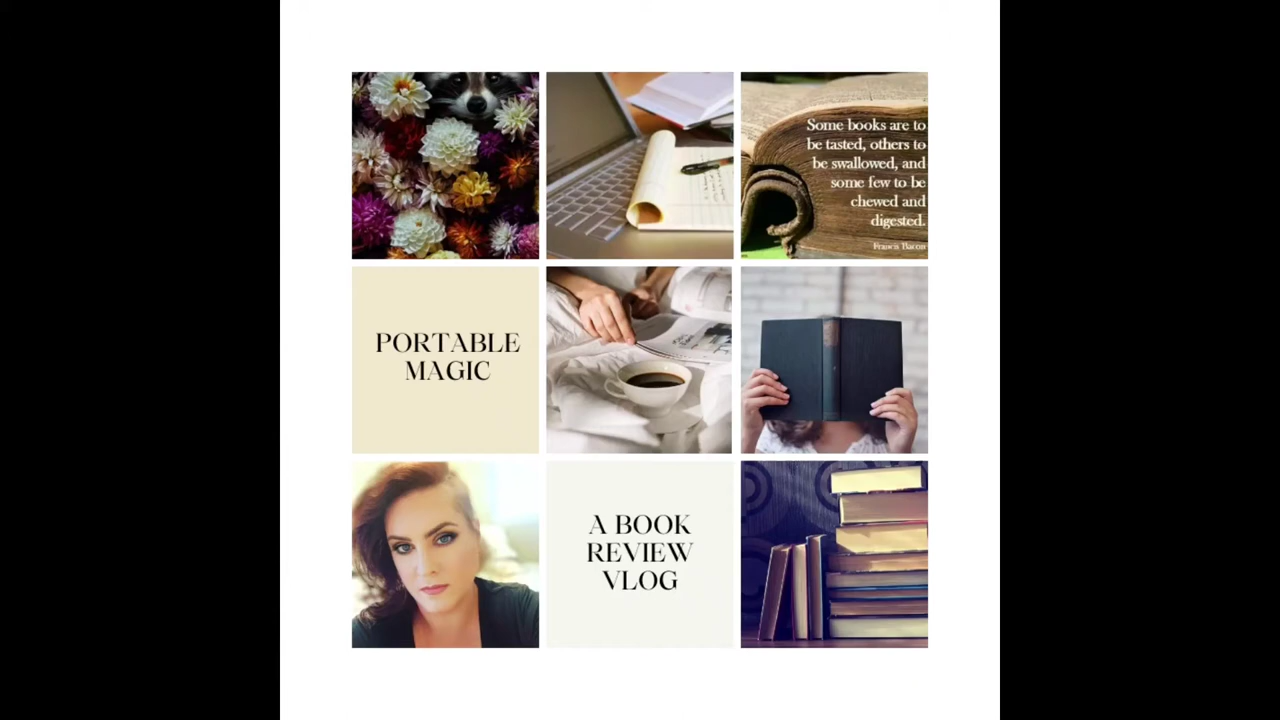 Some books are to
be tasted, others to
be swallowed, and
some few to be
chewed and
digested.
Francis Bacon
PORTABLE
MAGIC
A BOOK
REVIEW
VLOG